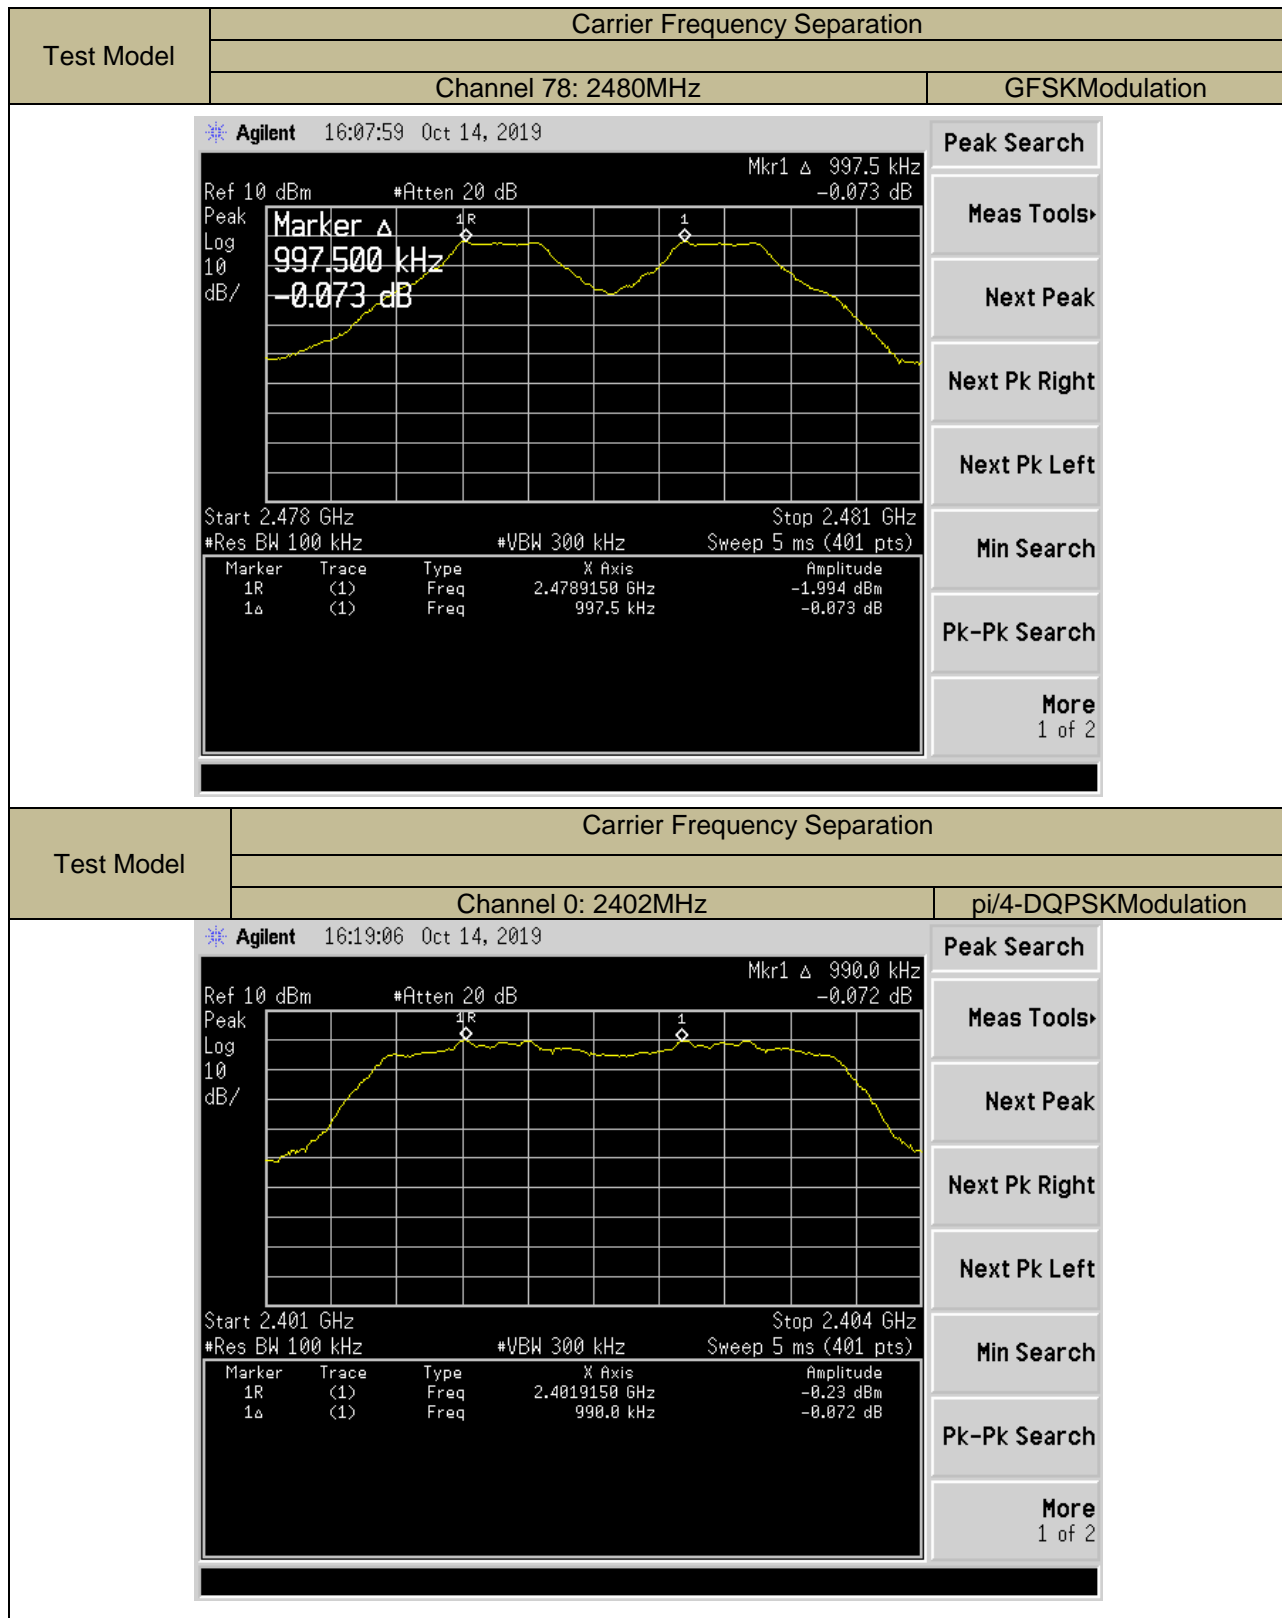 Test Model
Carrier Frequency Separation
Channel 78: 2480MHz
GFSKModulation
Agilent 16:07:59 Oct 14, 2019
Peak Search
Mkr1 Δ 997.5 kHz
Ref 10 dBm #Atten 20 dB -0.073 dB
Peak
Log
10
dB/
Marker Δ
997.500 kHz
-0.073 dB
1R
1
Meas Tools
Next Peak
Next Pk Right
Next Pk Left
Start 2.478 GHz Stop 2.481 GHz
#Res BW 100 kHz #VBW 300 kHz Sweep 5 ms (401 pts)
Min Search
Marker Trace Type X Axis Amplitude
1R (1) Freq 2.4789150 GHz -1.994 dBm
1Δ (1) Freq 997.5 kHz -0.073 dB
Pk-Pk Search
More
1 of 2
Test Model
Carrier Frequency Separation
Channel 0: 2402MHz
pi/4-DQPSKModulation
Agilent 16:19:06 Oct 14, 2019
Peak Search
Mkr1 Δ 990.0 kHz
Ref 10 dBm #Atten 20 dB -0.072 dB
Peak
Log
10
dB/
1R
1
Meas Tools
Next Peak
Next Pk Right
Next Pk Left
Start 2.401 GHz Stop 2.404 GHz
#Res BW 100 kHz #VBW 300 kHz Sweep 5 ms (401 pts)
Min Search
Marker Trace Type X Axis Amplitude
1R (1) Freq 2.4019150 GHz -0.23 dBm
1Δ (1) Freq 990.0 kHz -0.072 dB
Pk-Pk Search
More
1 of 2